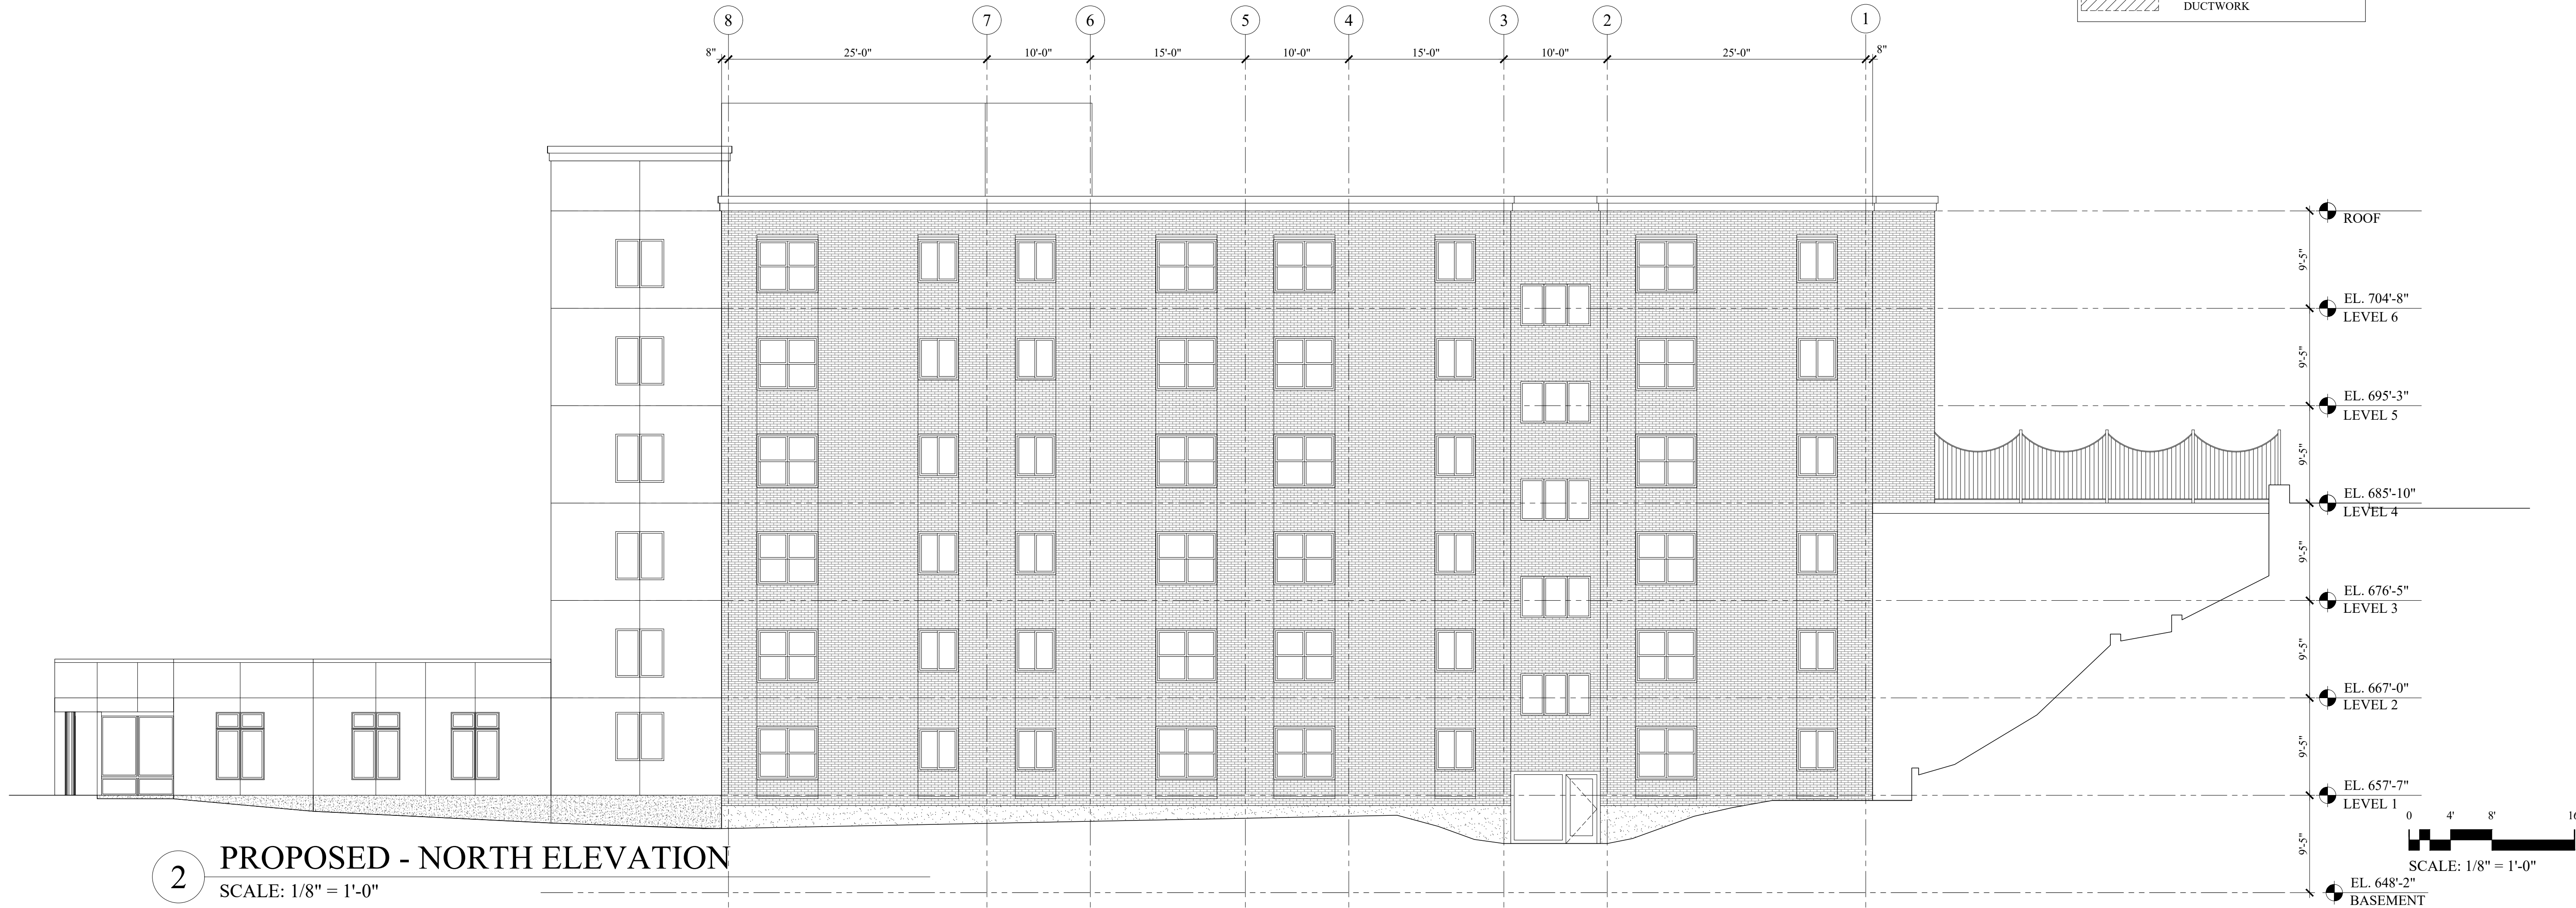 DUCTWORK
8 7 6 5 4 3 2 1
8" 25'-0" 10'-0" 15'-0" 10'-0" 15'-0" 10'-0" 25'-0" 8"
ROOF
9'-5"
EL. 704'-8"
LEVEL 6
9'-5"
EL. 695'-3"
LEVEL 5
9'-5"
EL. 685'-10"
LEVEL 4
9'-5"
EL. 676'-5"
LEVEL 3
9'-5"
EL. 667'-0"
LEVEL 2
9'-5"
EL. 657'-7"
LEVEL 1
9'-5"
EL. 648'-2"
BASEMENT
0 4' 8' 16
SCALE: 1/8" = 1'-0"
2 PROPOSED - NORTH ELEVATION
SCALE: 1/8" = 1'-0"